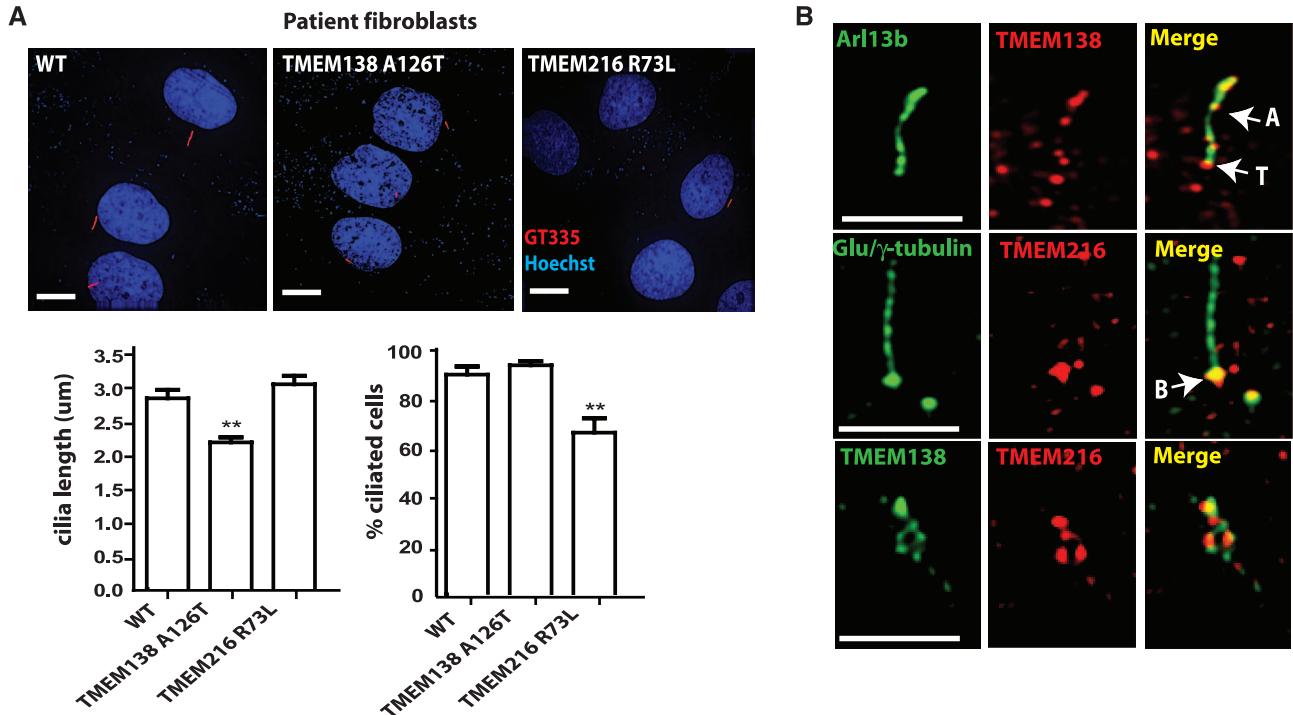 A
Patient fibroblasts
WT
TMEM138 A126T
TMEM216 R73L
GT335
Hoechst
cilia length (um)
3.5
3.0
2.5
2.0
1.5
1.0
0.5
0.0
**
WT
TMEM138 A126T
TMEM216 R73L
% ciliated cells
100
80
60
40
20
0
**
WT
TMEM138 A126T
TMEM216 R73L
B
Arl13b
TMEM138
Merge
A
T
Glu/γ-tubulin
TMEM216
Merge
B
TMEM138
TMEM216
Merge